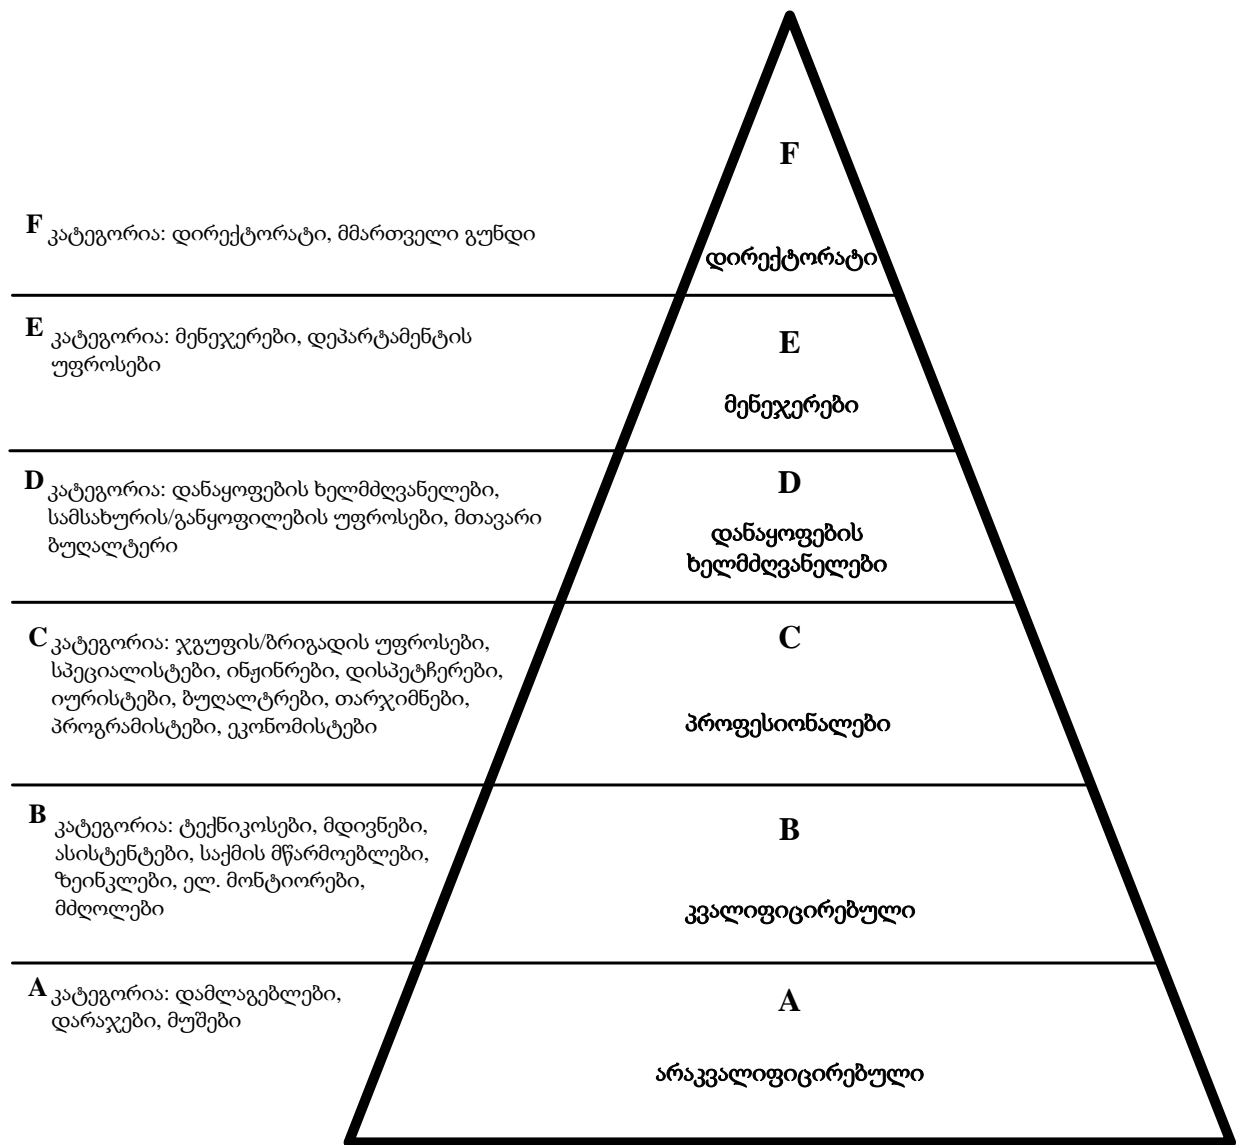 F
დირექტორატი
F კატეგორია: დირექტორატი, მმართველი გუნდი
E კატეგორია: მენეჯერები, დეპარტამენტის
უფროსები
E
მენეჯერები
D კატეგორია: დანაყოფების ხელმძღვანელები,
სამსახურის/განყოფილების უფროსები, მთავარი
ბუღალტერი
D
დანაყოფების
ხელმძღვანელები
C კატეგორია: ჯგუფის/ბრიგადის უფროსები,
სპეციალისტები, ინჟინრები, დისპეტჩერები,
იურისტები, ბუღალტრები, თარჯიმნები,
პროგრამისტები, ეკონომისტები
C
პროფესიონალები
B კატეგორია: ტექნიკოსები, მდივნები,
ასისტენტები, საქმის მწარმოებლები,
ზეინკლები, ელ. მონტიორები,
მძღოლები
B
კვალიფიცირებული
A კატეგორია: დამლაგებლები,
დარაჯები, მუშები
A
არაკვალიფიცირებული